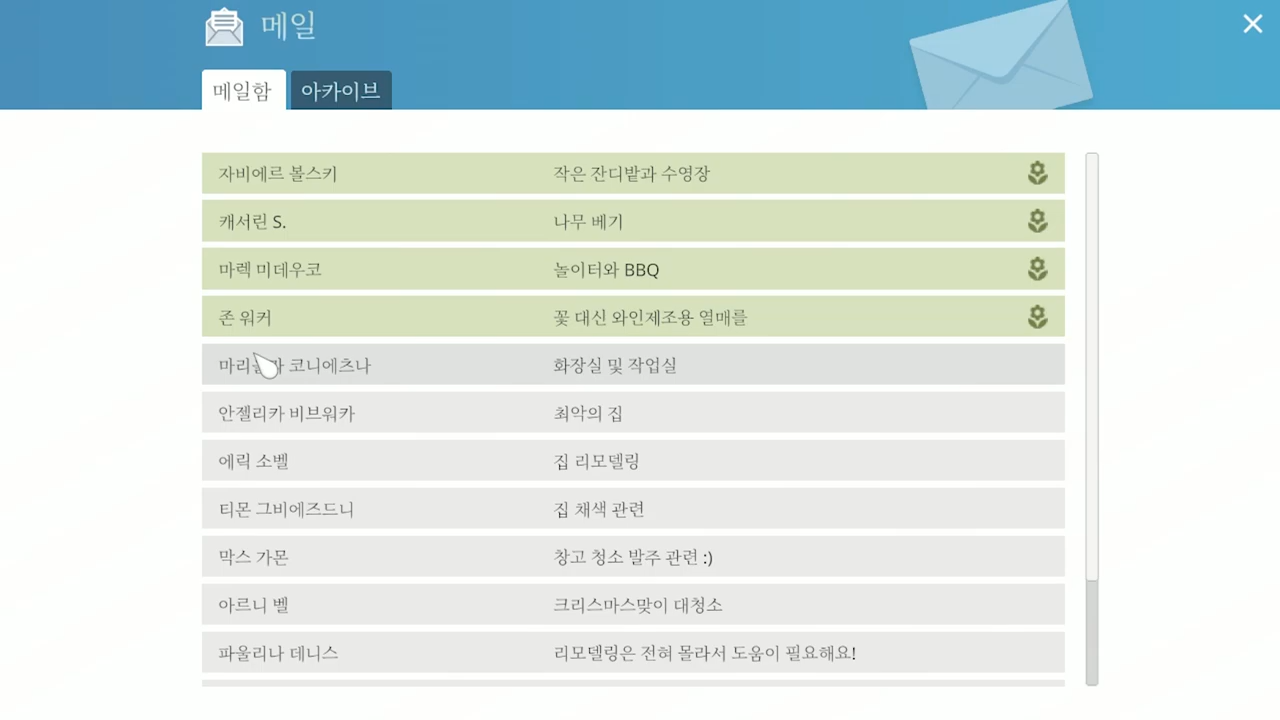 메일
메일함 아카이브
자비에르 볼스키 작은 잔디밭과 수영장
캐서린 S. 나무 베기
마렉 미데우코 놀이터와 BBQ
존 워커 꽃 대신 와인제조용 열매를
코니에츠나 화장실 및 작업실
안젤리카 비브워카 최악의 집
에릭 소벨 집 리모델링
티몬 그비에즈드니 집 채색 관련
막스 가몬 창고 청소 발주 관련 :)
아르니 벨 크리스마스맞이 대청소
파울리나 데니스 리모델링은 전혀 몰라서 도움이 필요해요!